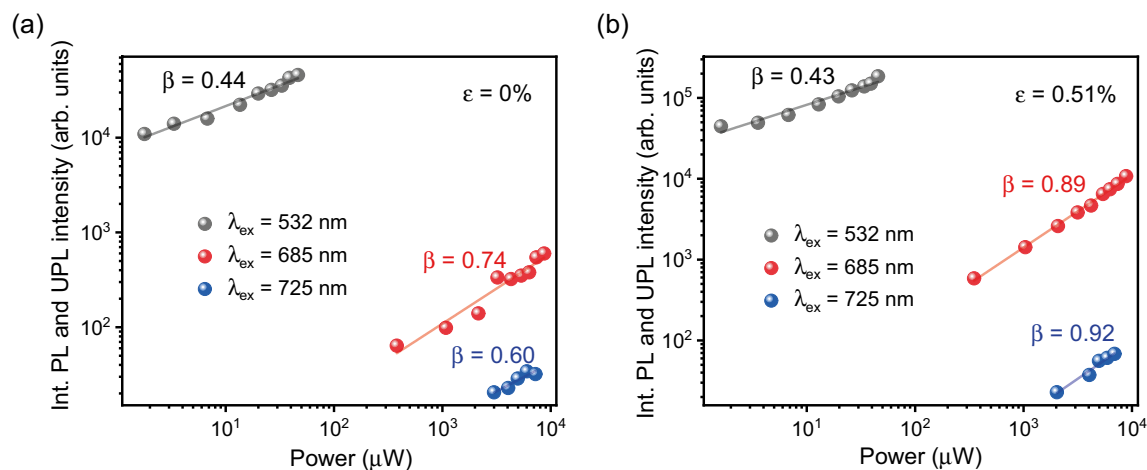 (a)
Int. PL and UPL intensity (arb. units)
10⁴
10³
10²
β = 0.44
ε = 0%
λex = 532 nm
λex = 685 nm
λex = 725 nm
β = 0.74
β = 0.60
10¹ 10² 10³ 10⁴
Power (μW)
(b)
Int. PL and UPL intensity (arb. units)
10⁵
10⁴
10³
10²
β = 0.43
ε = 0.51%
β = 0.89
λex = 532 nm
λex = 685 nm
λex = 725 nm
β = 0.92
10¹ 10² 10³ 10⁴
Power (μW)